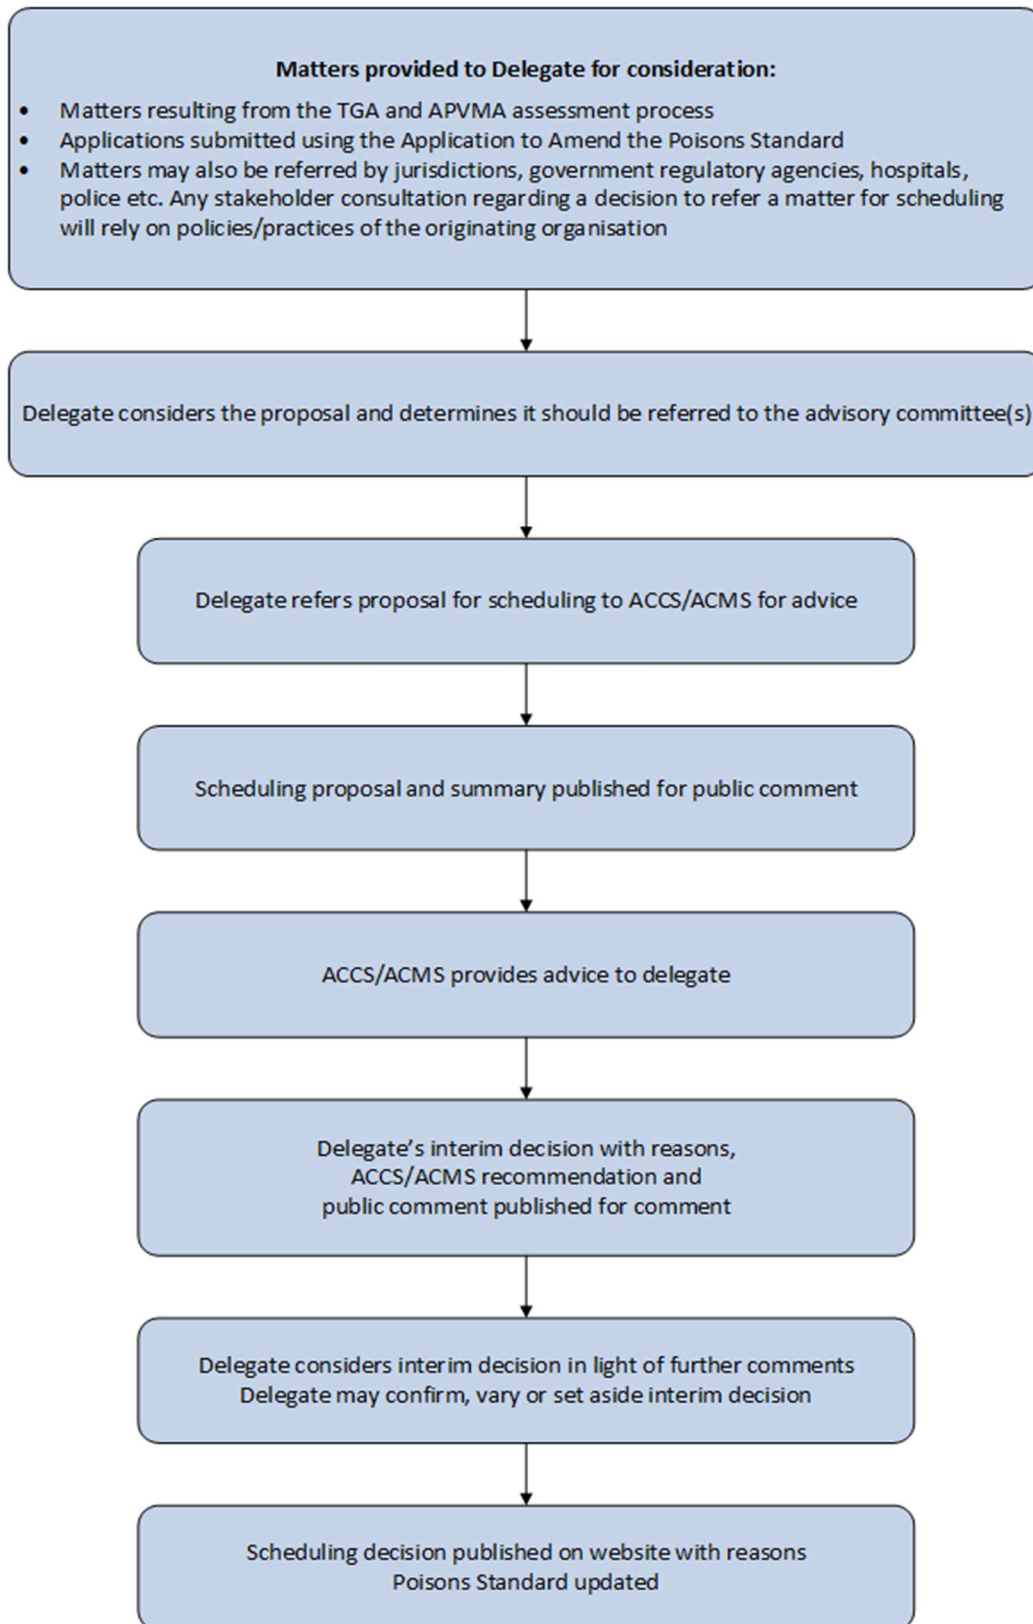 Matters provided to Delegate for consideration:
• Matters resulting from the TGA and APVMA assessment process
• Applications submitted using the Application to Amend the Poisons Standard
• Matters may also be referred by jurisdictions, government regulatory agencies, hospitals,
police etc. Any stakeholder consultation regarding a decision to refer a matter for scheduling
will rely on policies/practices of the originating organisation
Delegate considers the proposal and determines it should be referred to the advisory committee(s)
Delegate refers proposal for scheduling to ACCS/ACMS for advice
Scheduling proposal and summary published for public comment
ACCS/ACMS provides advice to delegate
Delegate’s interim decision with reasons,
ACCS/ACMS recommendation and
public comment published for comment
Delegate considers interim decision in light of further comments
Delegate may confirm, vary or set aside interim decision
Scheduling decision published on website with reasons
Poisons Standard updated